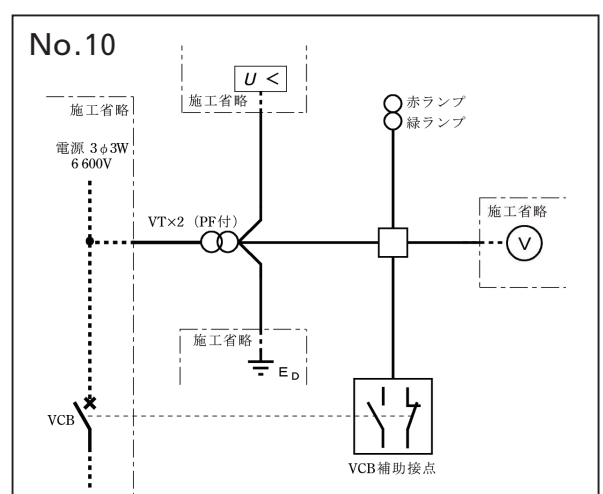 No.10
U <
施工省略
施工省略
赤ランプ
緑ランプ
電源 3φ3W
6 600V
施工省略
VT×2 (PF付)
V
施工省略
ED
VCB
VCB補助接点